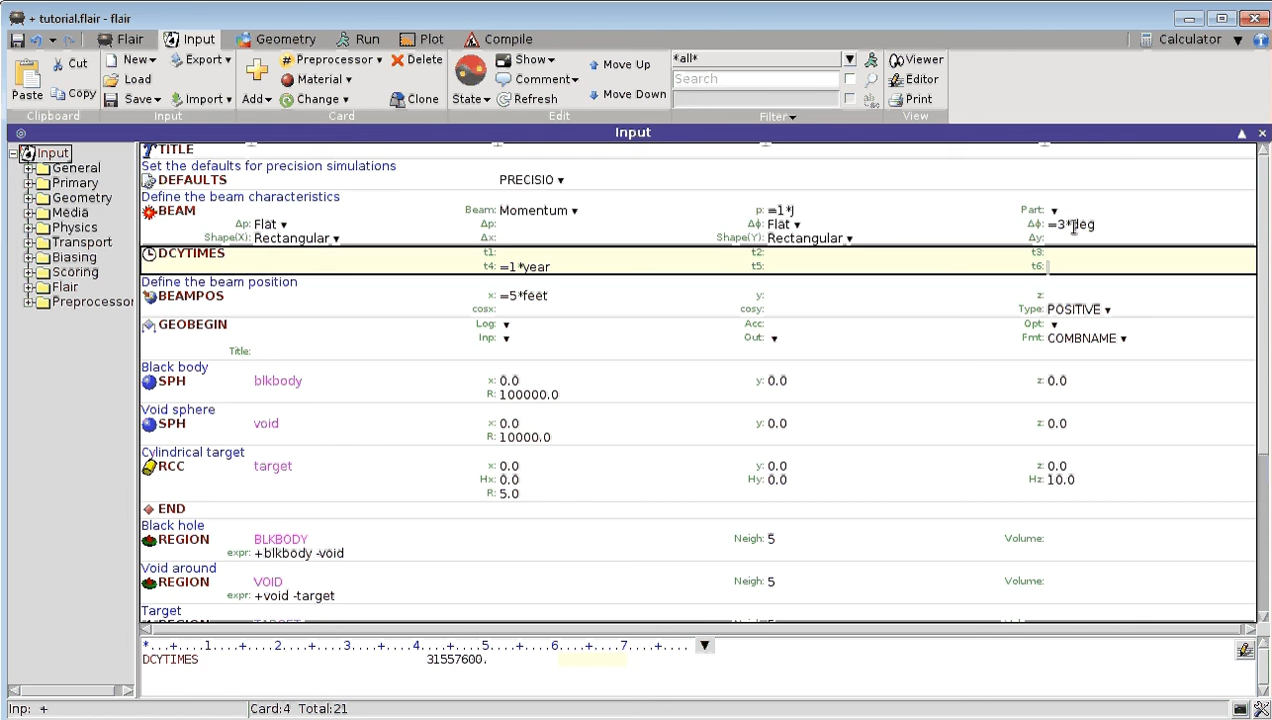 + tutorial.flair - flair
Flair Input Geometry Run Plot Compile Calculator
Paste Cut Copy Clipboard
New Load Save Export Import Input
Add Preprocessor Material Change Delete Clone Card
State Show Comment Refresh Move Up Move Down Edit
*all* Search Filter
Viewer Editor Print View
Input
Input
General
Primary
Geometry
Media
Physics
Transport
Biasing
Scoring
Flair
Preprocessor
TITLE
Set the defaults for precision simulations
DEFAULTS PRECISIO
Define the beam characteristics
BEAM Beam: Momentum p: =1*J Part:
Δp: Flat Δp: Δϕ: Flat Δϕ: =3*deg
Shape(X): Rectangular Δx: Shape(Y): Rectangular Δy:
DCYTIMES t1: t2: t3:
t4: =1*year t5: t6:
Define the beam position
BEAMPOS x: =5*feet y: z:
cosx: cosy: Type: POSITIVE
GEOBEGIN Log: Acc: Opt:
Inp: Out: Fmt: COMBNAME
Title:
Black body
SPH blkbody x: 0.0 y: 0.0 z: 0.0
R: 100000.0
Void sphere
SPH void x: 0.0 y: 0.0 z: 0.0
R: 10000.0
Cylindrical target
RCC target x: 0.0 y: 0.0 z: 0.0
Hx: 0.0 Hy: 0.0 Hz: 10.0
R: 5.0
END
Black hole
REGION BLKBODY Neigh: 5 Volume:
expr: +blkbody -void
Void around
REGION VOID Neigh: 5 Volume:
expr: +void -target
Target
*...+....1....+....2....+....3....+....4....+....5....+....6....+....7....+....
DCYTIMES 31557600.
Inp: + Card:4 Total:21